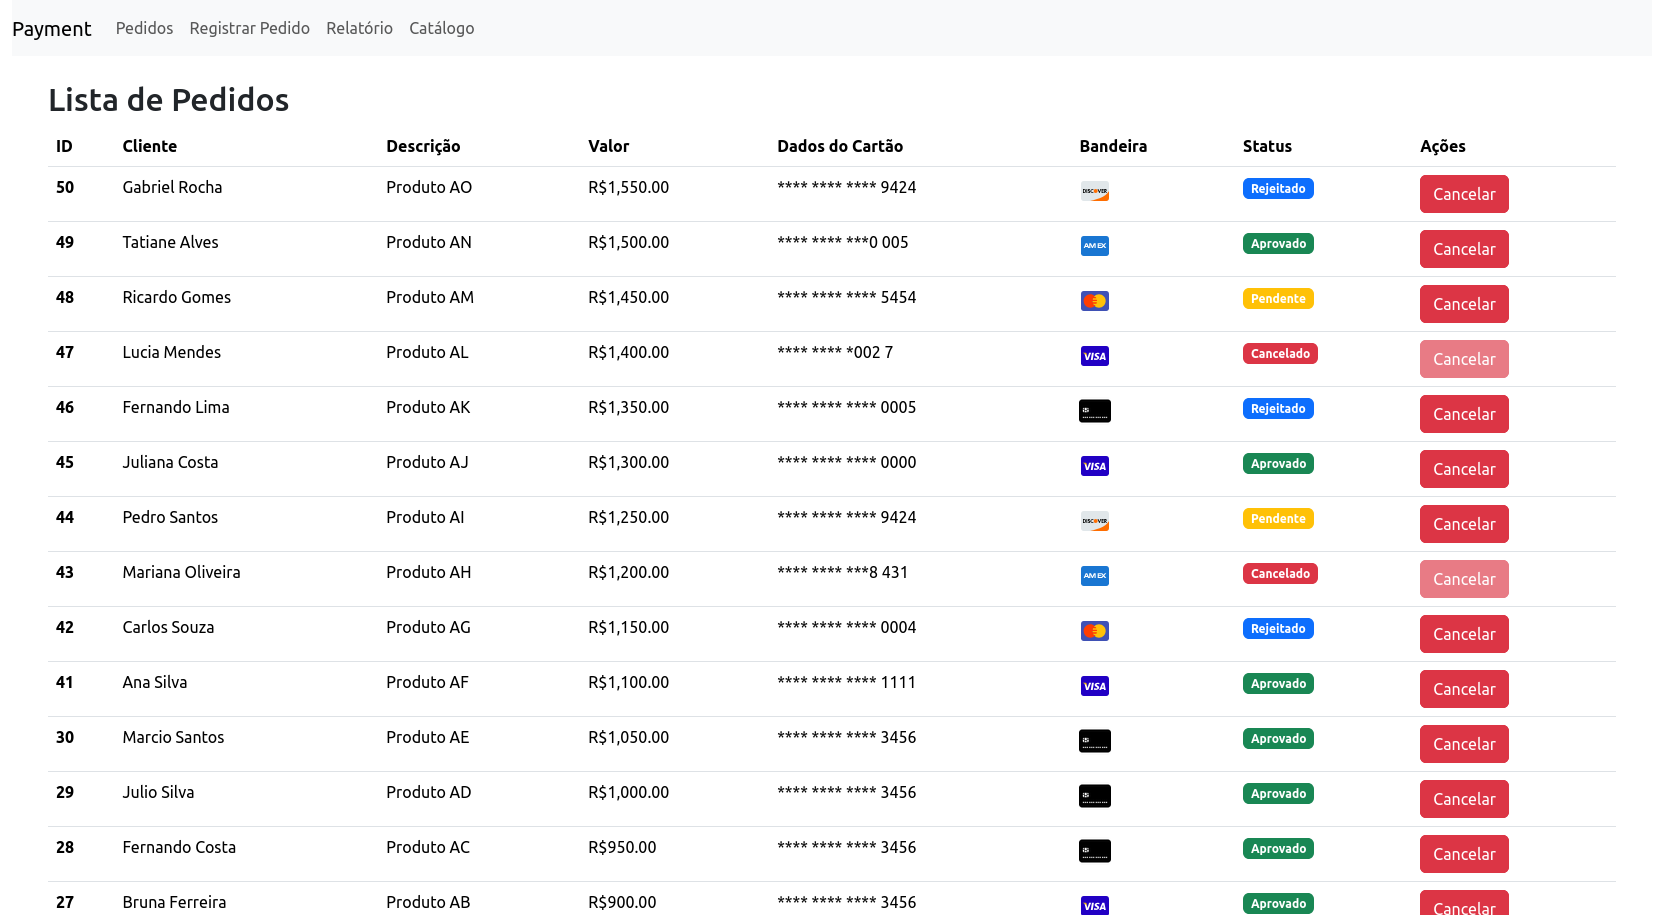 Payment Pedidos Registrar Pedido Relatório Catálogo
Lista de Pedidos
ID Cliente Descrição Valor Dados do Cartão Bandeira Status Ações
50 Gabriel Rocha Produto AO R$1,550.00 **** **** **** 9424 DISCOVER Rejeitado Cancelar
49 Tatiane Alves Produto AN R$1,500.00 **** **** ***0 005 AMEX Aprovado Cancelar
48 Ricardo Gomes Produto AM R$1,450.00 **** **** **** 5454 Pendente Cancelar
47 Lucia Mendes Produto AL R$1,400.00 **** **** *002 7 VISA Cancelado Cancelar
46 Fernando Lima Produto AK R$1,350.00 **** **** **** 0005 Rejeitado Cancelar
45 Juliana Costa Produto AJ R$1,300.00 **** **** **** 0000 VISA Aprovado Cancelar
44 Pedro Santos Produto AI R$1,250.00 **** **** **** 9424 DISCOVER Pendente Cancelar
43 Mariana Oliveira Produto AH R$1,200.00 **** **** ***8 431 AMEX Cancelado Cancelar
42 Carlos Souza Produto AG R$1,150.00 **** **** **** 0004 Rejeitado Cancelar
41 Ana Silva Produto AF R$1,100.00 **** **** **** 1111 VISA Aprovado Cancelar
30 Marcio Santos Produto AE R$1,050.00 **** **** **** 3456 Aprovado Cancelar
29 Julio Silva Produto AD R$1,000.00 **** **** **** 3456 Aprovado Cancelar
28 Fernando Costa Produto AC R$950.00 **** **** **** 3456 Aprovado Cancelar
27 Bruna Ferreira Produto AB R$900.00 **** **** **** 3456 VISA Aprovado Cancelar